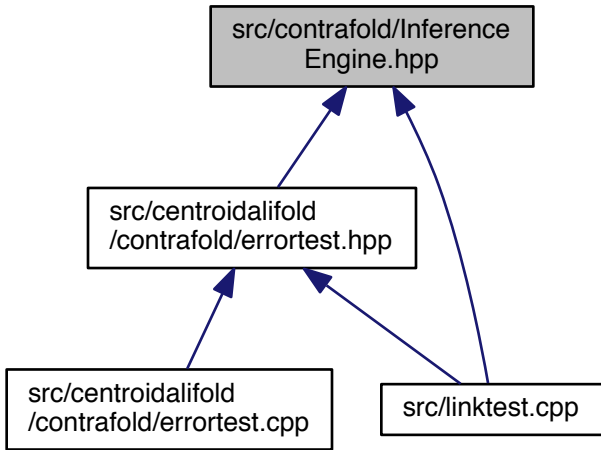 src/contrafold/Inference
Engine.hpp
src/centroidalifold
/contrafold/errortest.hpp
src/centroidalifold
/contrafold/errortest.cpp
src/linktest.cpp